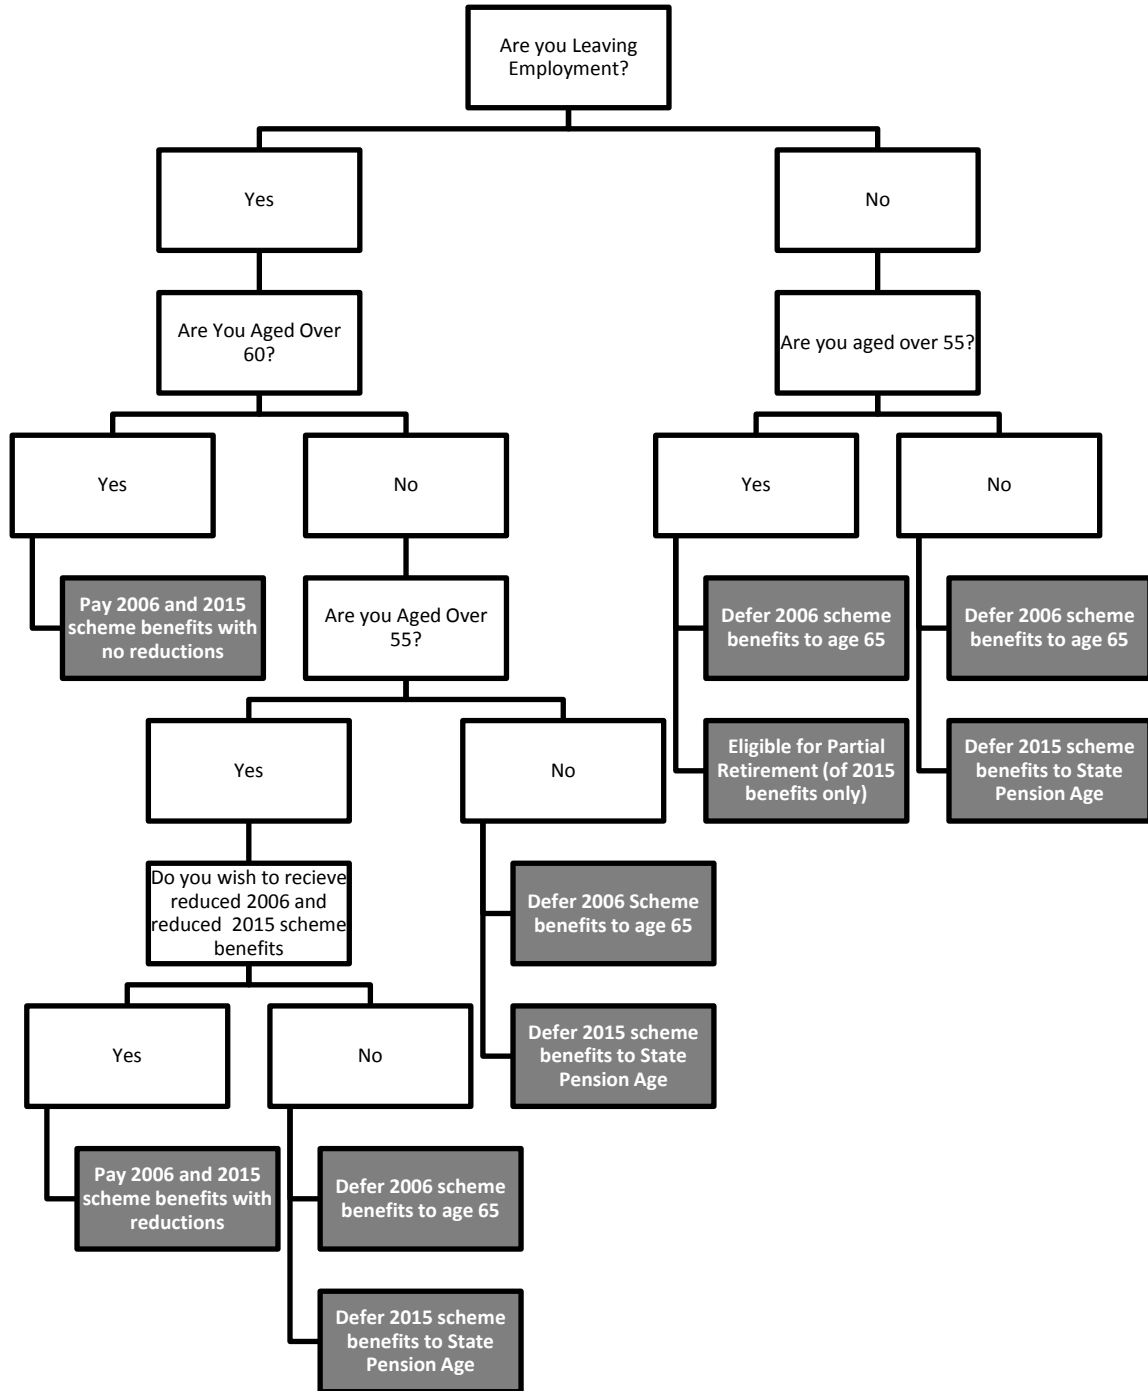 Are you Leaving
Employment?
Yes
No
Are You Aged Over
60?
Are you aged over 55?
Yes
No
Yes
No
Pay 2006 and 2015
scheme benefits with
no reductions
Are you Aged Over
55?
Defer 2006 scheme
benefits to age 65
Defer 2006 scheme
benefits to age 65
Yes
No
Eligible for Partial
Retirement (of 2015
benefits only)
Defer 2015 scheme
benefits to State
Pension Age
Do you wish to recieve
reduced 2006 and
reduced 2015 scheme
benefits
Defer 2006 Scheme
benefits to age 65
Yes
No
Defer 2015 scheme
benefits to State
Pension Age
Pay 2006 and 2015
scheme benefits with
reductions
Defer 2006 scheme
benefits to age 65
Defer 2015 scheme
benefits to State
Pension Age